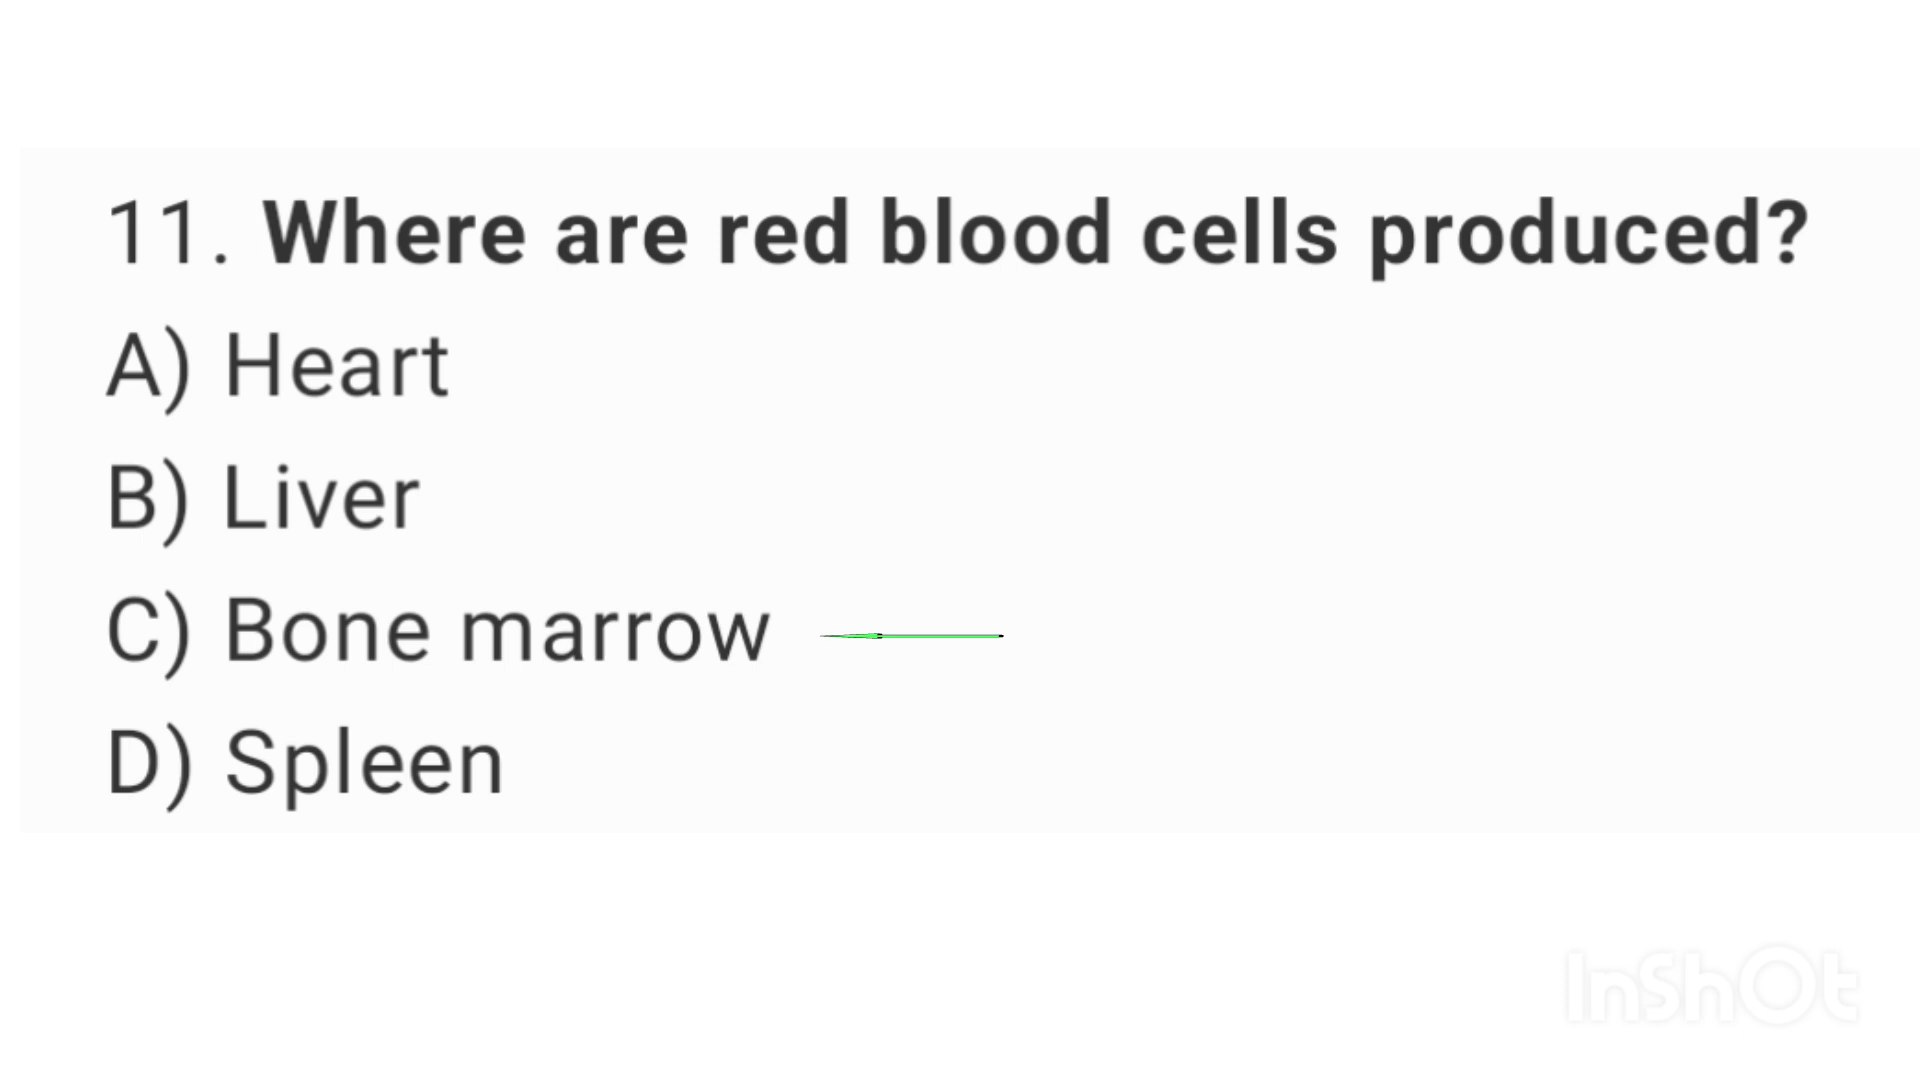 11. Where are red blood cells produced?
A) Heart
B) Liver
C) Bone marrow
D) Spleen
InShOt